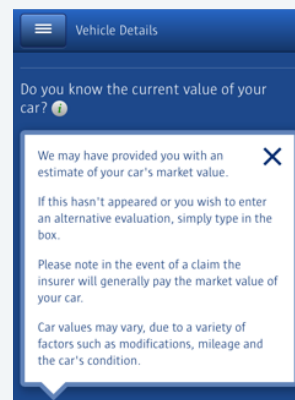 Vehicle Details
Do you know the current value of your
car? i
We may have provided you with an
estimate of your car's market value.
If this hasn't appeared or you wish to enter
an alternative evaluation, simply type in the
box.
Please note in the event of a claim the
insurer will generally pay the market value of
your car.
Car values may vary, due to a variety of
factors such as modifications, mileage and
the car's condition.